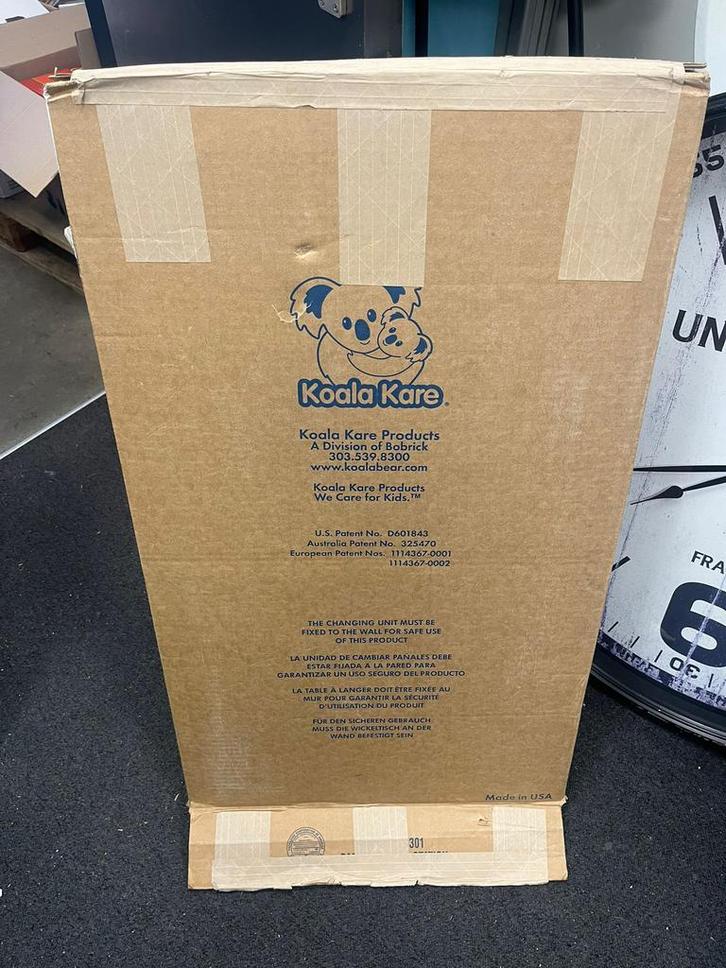 Koala Kare®
Koala Kare Products
A Division of Bobrick
303.539.8300
www.koalabear.com
Koala Kare Products
We Care for Kids.™
U.S. Patent No. D601843
Australia Patent No. 325470
European Patent Nos. 1114367-0001
1114367-0002
THE CHANGING UNIT MUST BE
FIXED TO THE WALL FOR SAFE USE
OF THIS PRODUCT
LA UNIDAD DE CAMBIAR PAÑALES DEBE
ESTAR FIJADA A LA PARED PARA
GARANTIZAR UN USO SEGURO DEL PRODUCTO
LA TABLE À LANGER DOIT ÊTRE FIXÉE AU
MUR POUR GARANTIR LA SÉCURITÉ
D'UTILISATION DU PRODUIT
FÜR DEN SICHEREN GEBRAUCH
MUSS DIE WICKELTISCH AN DER
WAND BEFESTIGT SEIN
Made in USA
301
55
UN
FRA
6
30